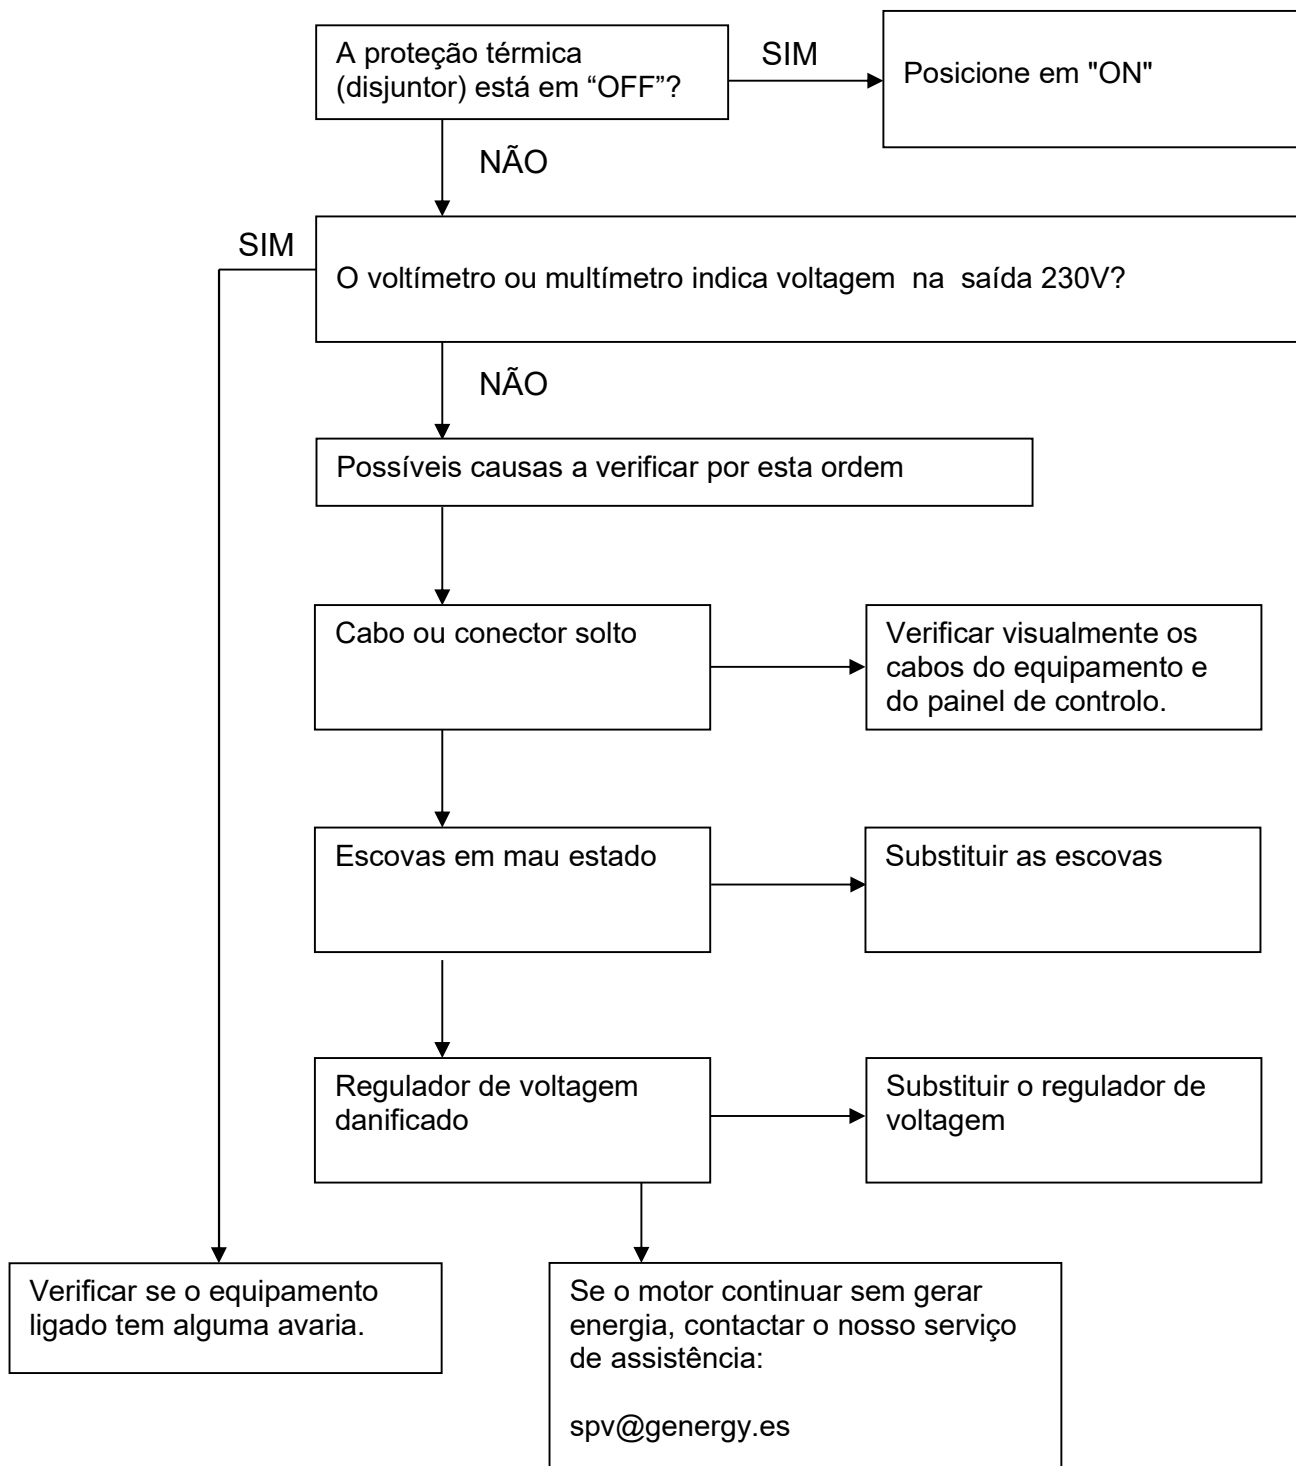 A proteção térmica
(disjuntor) está em “OFF”?
SIM
Posicione em "ON"
NÃO
SIM
O voltímetro ou multímetro indica voltagem na saída 230V?
NÃO
Possíveis causas a verificar por esta ordem
Cabo ou conector solto
Verificar visualmente os
cabos do equipamento e
do painel de controlo.
Escovas em mau estado
Substituir as escovas
Regulador de voltagem
danificado
Substituir o regulador de
voltagem
Verificar se o equipamento
ligado tem alguma avaria.
Se o motor continuar sem gerar
energia, contactar o nosso serviço
de assistência:
spv@genergy.es